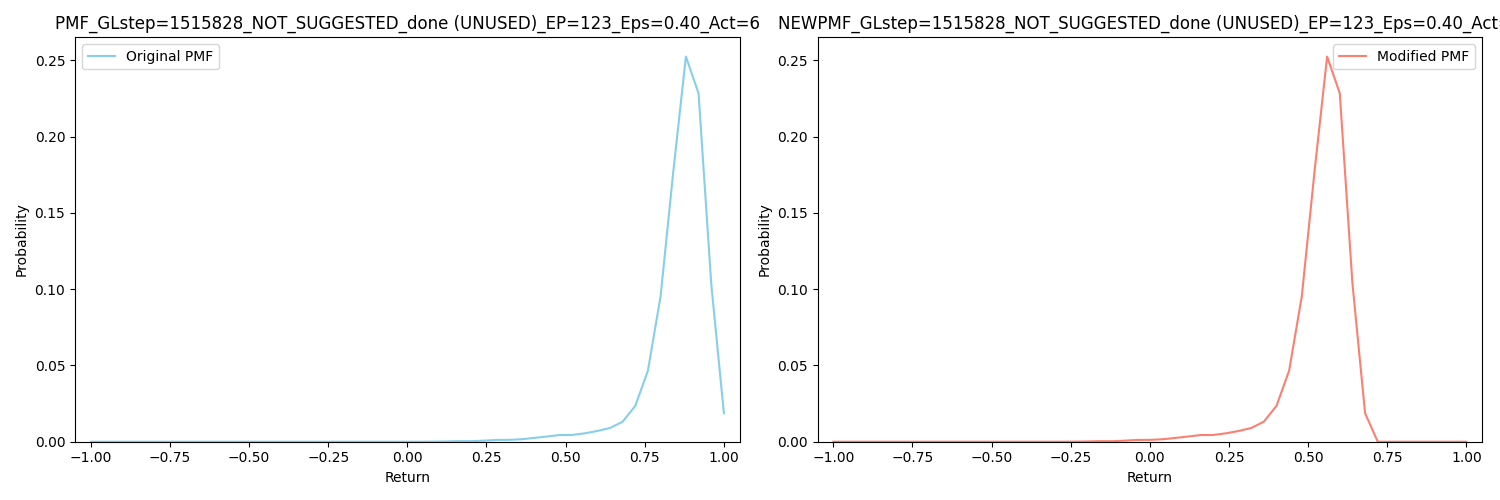 PMF_GLstep=1515828_NOT_SUGGESTED_done (UNUSED)_EP=123_Eps=0.40_Act=6
Original PMF
Probability
0.25
0.20
0.15
0.10
0.05
0.00
−1.00 −0.75 −0.50 −0.25 0.00 0.25 0.50 0.75 1.00
Return
NEWPMF_GLstep=1515828_NOT_SUGGESTED_done (UNUSED)_EP=123_Eps=0.40_Act=
Modified PMF
Probability
0.25
0.20
0.15
0.10
0.05
0.00
−1.00 −0.75 −0.50 −0.25 0.00 0.25 0.50 0.75 1.00
Return